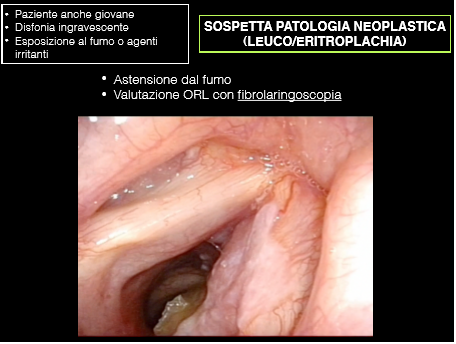 • Paziente anche giovane
• Disfonia ingravescente
• Esposizione al fumo o agenti
irritanti
SOSPETTA PATOLOGIA NEOPLASTICA
(LEUCO/ERITROPLACHIA)
• Astensione dal fumo
• Valutazione ORL con fibrolaringoscopia